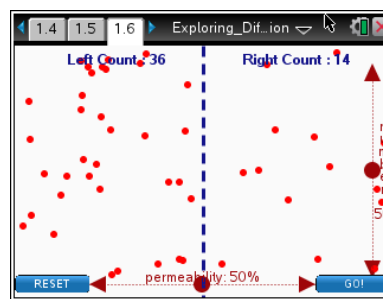 1.4 1.5 1.6 Exploring_Dif…ion
Left Count : 36 Right Count : 14
permeability: 50%
RESET GO!